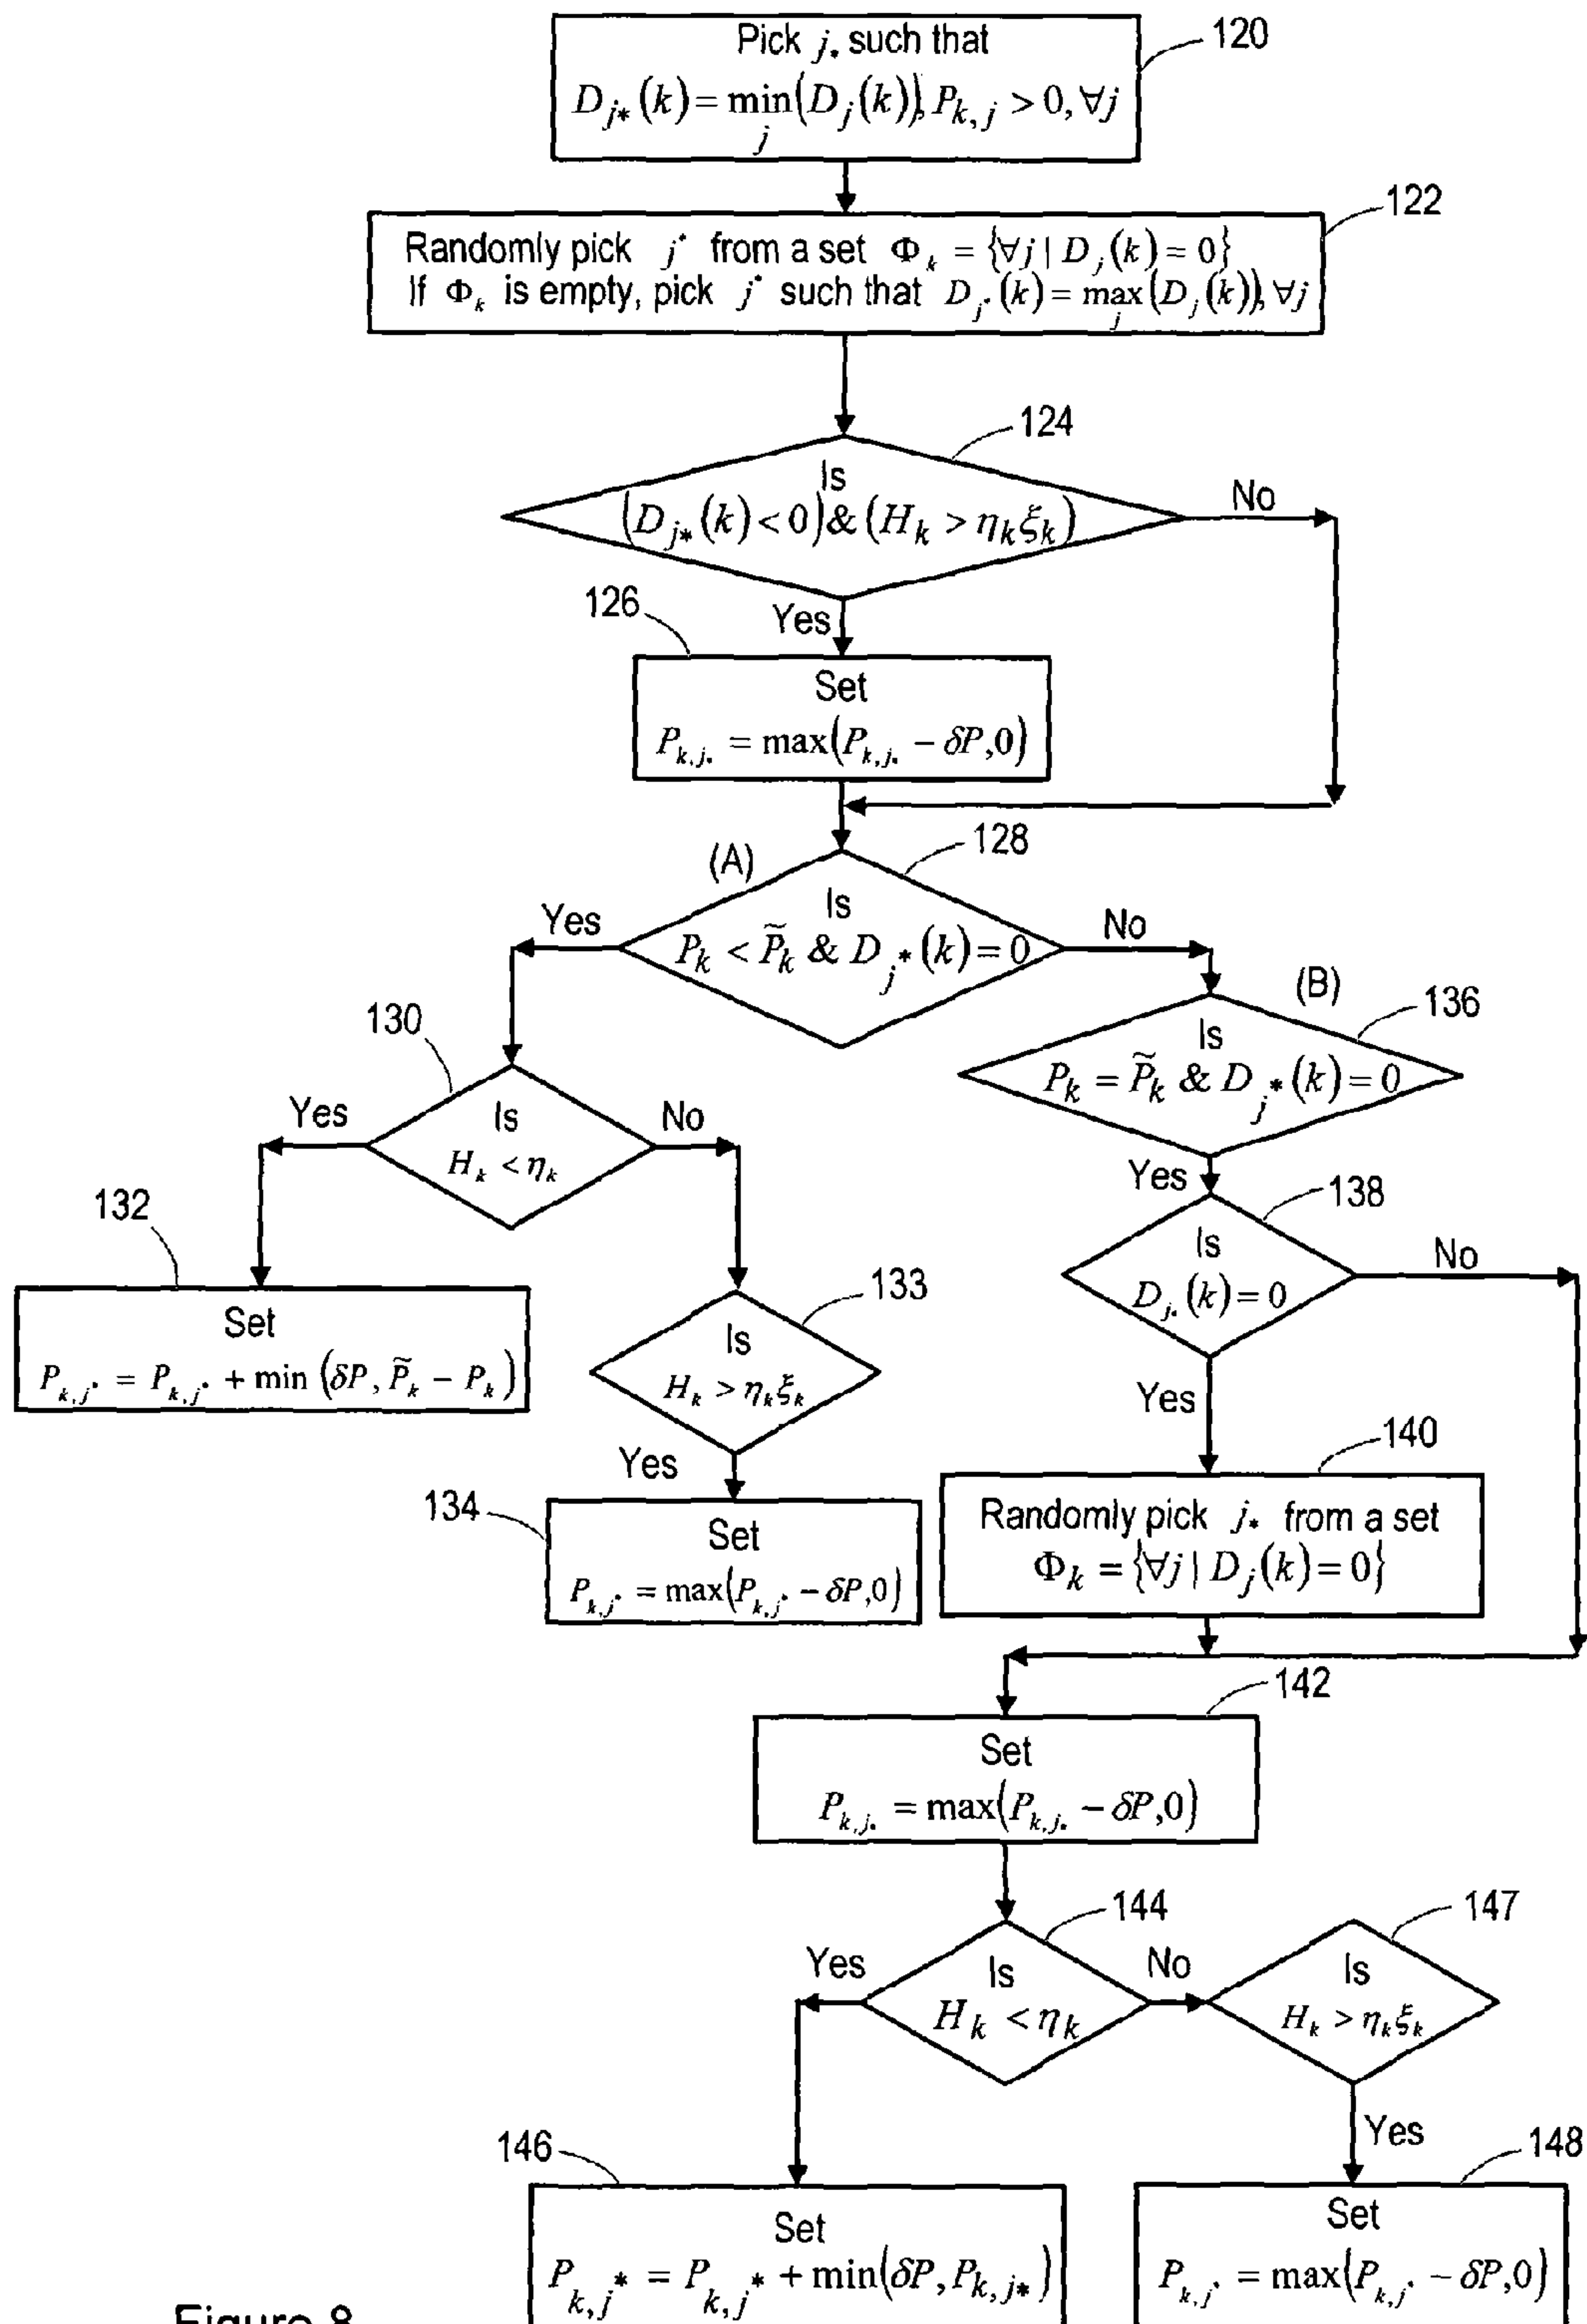 120
Pick j* such that
D_{j*}(k) = min_j (D_j(k)), P_{k,j} > 0, ∀j
122
Randomly pick j^* from a set Φ_k = {∀j | D_j(k) = 0}
If Φ_k is empty, pick j^* such that D_{j^*}(k) = max_j (D_j(k)), ∀j
124
Is
(D_{j*}(k) < 0) & (H_k > η_k ξ_k)
No
126
Yes
Set
P_{k,j*} = max(P_{k,j*} − δP, 0)
(A)
128
Is
P_k < P̃_k & D_{j^*}(k) = 0
Yes
No
(B)
136
Is
P_k = P̃_k & D_{j^*}(k) = 0
130
Is
H_k < η_k
Yes
No
Yes
138
Is
D_{j*}(k) = 0
No
132
Set
P_{k,j^*} = P_{k,j^*} + min(δP, P̃_k − P_k)
133
Is
H_k > η_k ξ_k
Yes
Yes
134
Set
P_{k,j^*} = max(P_{k,j^*} − δP, 0)
140
Randomly pick j* from a set
Φ_k = {∀j | D_j(k) = 0}
142
Set
P_{k,j*} = max(P_{k,j*} − δP, 0)
144
Is
H_k < η_k
Yes
No
147
Is
H_k > η_k ξ_k
Yes
146
Set
P_{k,j^*} = P_{k,j^*} + min(δP, P_{k,j*})
148
Set
P_{k,j^*} = max(P_{k,j^*} − δP, 0)
Figure 8